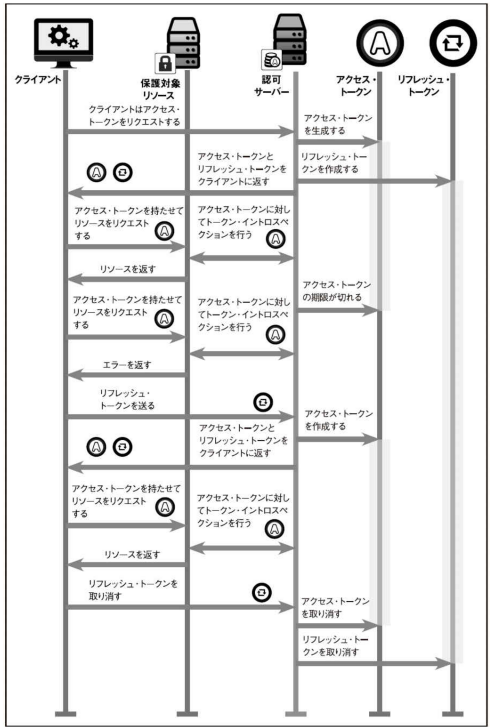 クライアント
保護対象
リソース
認可
サーバー
アクセス・
トークン
リフレッシュ・
トークン
クライアントはアクセス・
トークンをリクエストする
アクセス・トークン
を生成する
アクセス・トークンと
リフレッシュ・トークンを
クライアントに返す
リフレッシュ・トー
クンを作成する
アクセス・トークンを持たせて
リソースをリクエスト
する
アクセス・トークンに対し
てトークン・イントロスペ
クションを行う
リソースを返す
アクセス・トークンを持たせて
リソースをリクエスト
する
アクセス・トークンに対し
てトークン・イントロスペ
クションを行う
アクセス・トークン
の期限が切れる
エラーを返す
リフレッシュ・
トークンを送る
アクセス・トークンと
リフレッシュ・トークンを
クライアントに返す
アクセス・トークン
を作成する
アクセス・トークンを持たせて
リソースをリクエスト
する
アクセス・トークンに対し
てトークン・イントロスペ
クションを行う
リソースを返す
リフレッシュ・トークンを
取り消す
アクセス・トークン
を取り消す
リフレッシュ・トー
クンを取り消す